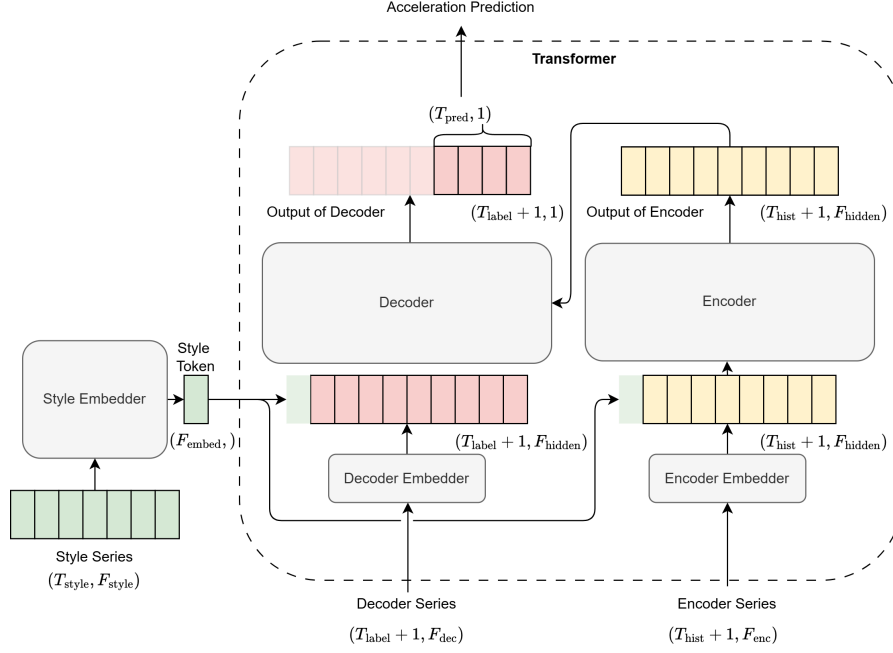 Acceleration Prediction
Transformer
(T_pred, 1)
Output of Decoder
(T_label + 1, 1)
Output of Encoder
(T_hist + 1, F_hidden)
Decoder
Encoder
Style
Token
Style Embedder
(F_embed, )
(T_label + 1, F_hidden)
(T_hist + 1, F_hidden)
Decoder Embedder
Encoder Embedder
Style Series
(T_style, F_style)
Decoder Series
Encoder Series
(T_label + 1, F_dec)
(T_hist + 1, F_enc)